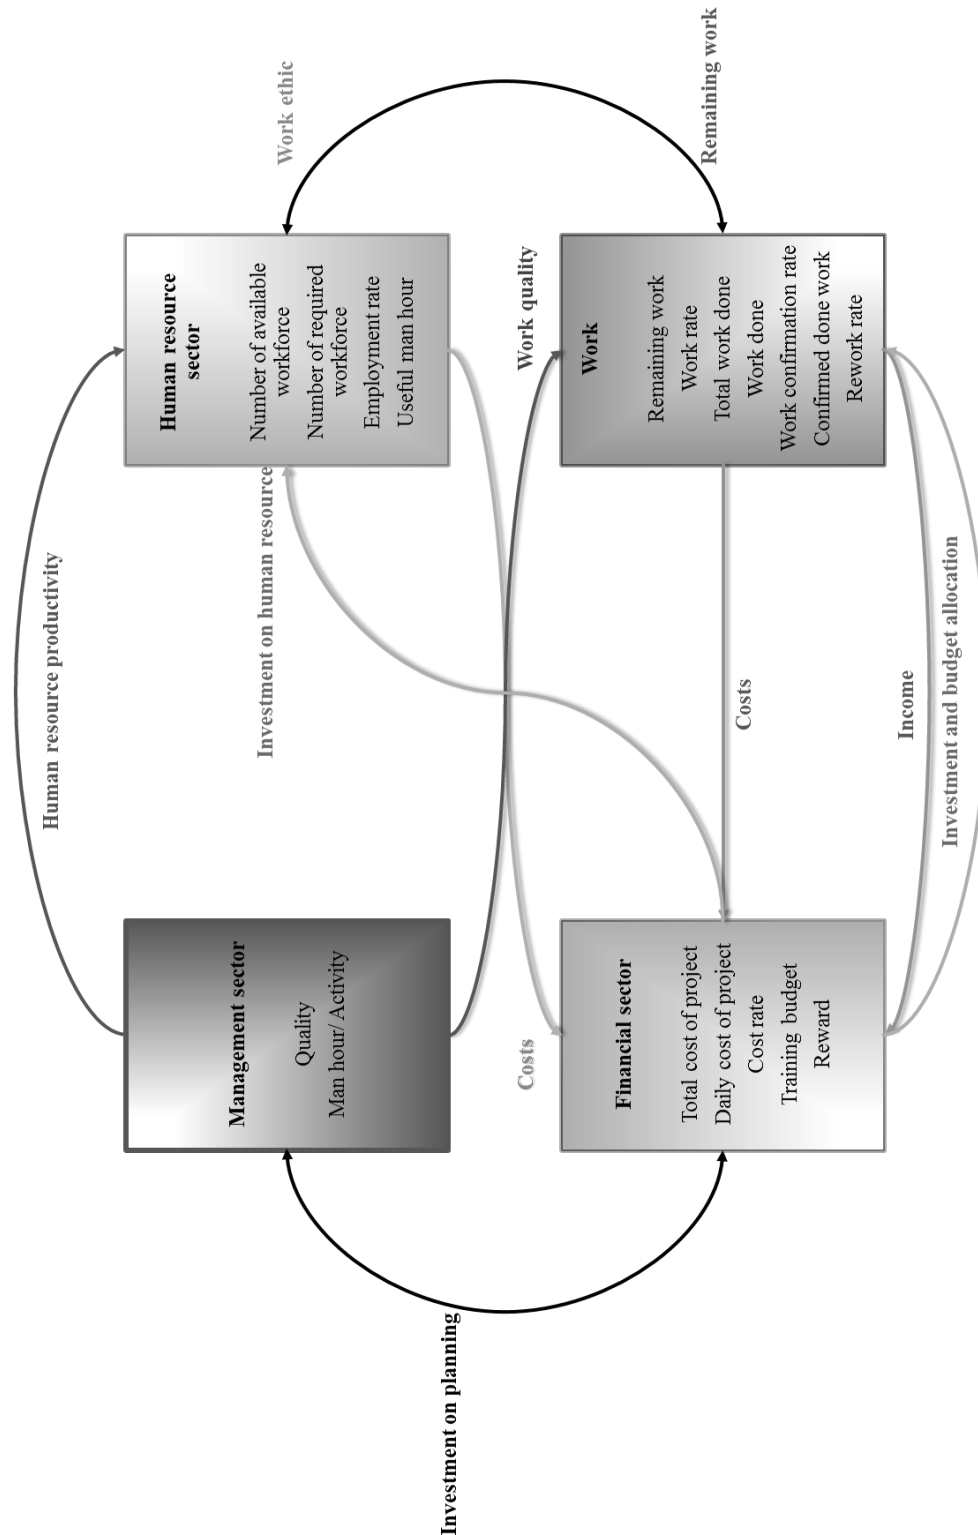 Human resource productivity
Management sector
Quality
Man hour/ Activity
Human resource
sector
Number of available
workforce
Number of required
workforce
Employment rate
Useful man hour
Work ethic
Investment on human resource
Investment on planning
Costs
Work quality
Remaining work
Financial sector
Total cost of project
Daily cost of project
Cost rate
Training budget
Reward
Costs
Work
Remaining work
Work rate
Total work done
Work done
Work confirmation rate
Confirmed done work
Rework rate
Income
Investment and budget allocation